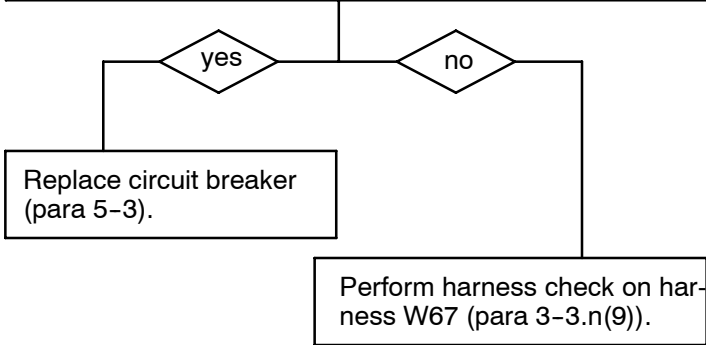 yes
no
Replace circuit breaker
(para 5-3).
Perform harness check on har-
ness W67 (para 3-3.n(9)).